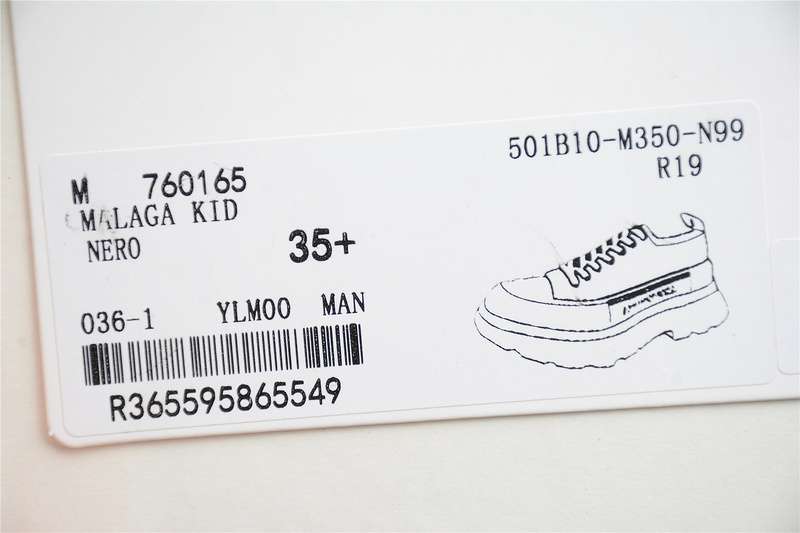 501B10-M350-N99
R19
M 760165
MALAGA KID
NERO
35+
036-1 YLM00 MAN
R365595865549